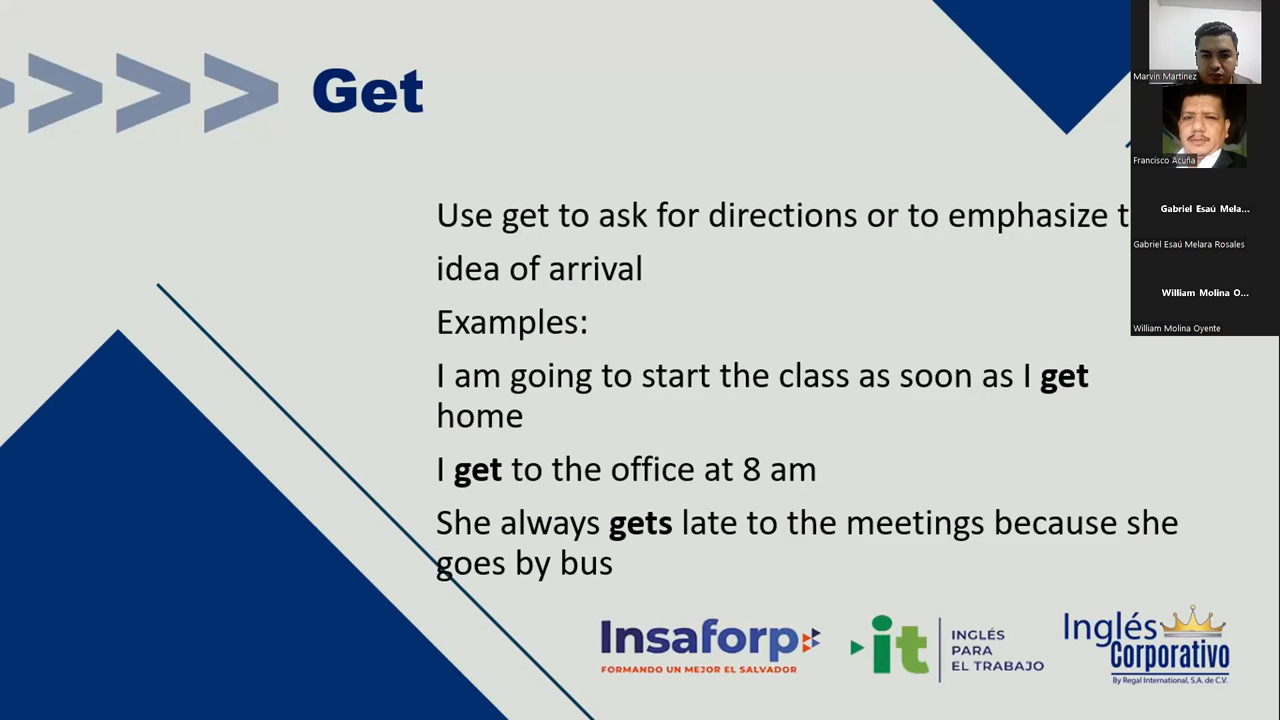 Get
Use get to ask for directions or to emphasize t
idea of arrival
Examples:
I am going to start the class as soon as I get
home
I get to the office at 8 am
She always gets late to the meetings because she
goes by bus
Marvin Martinez
Francisco Acuña
Gabriel Esaú Mela...
Gabriel Esaú Melara Rosales
William Molina O...
William Molina Oyente
Insaforp
FORMANDO UN MEJOR EL SALVADOR
it
INGLÉS
PARA
EL TRABAJO
Inglés
Corporativo
By Regal International, S.A. de C.V.